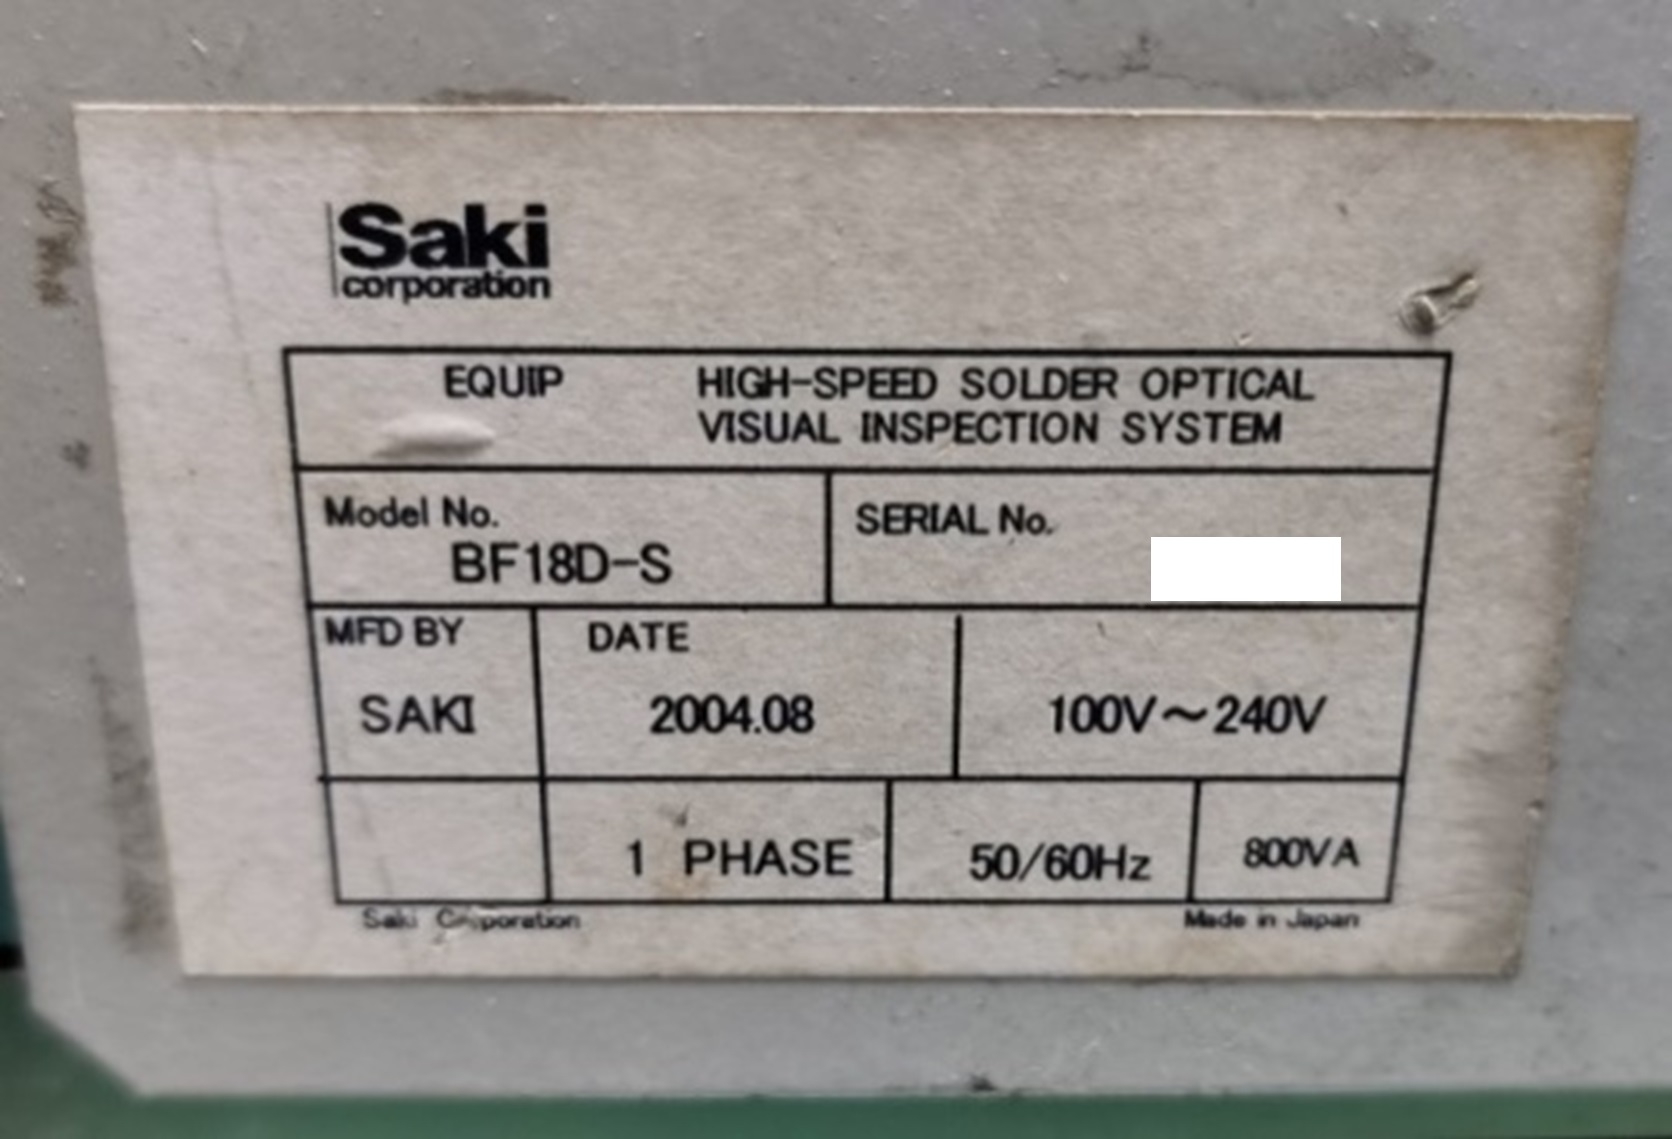 Saki
corporation
EQUIP HIGH-SPEED SOLDER OPTICAL
VISUAL INSPECTION SYSTEM
Model No. SERIAL No.
BF18D-S
MFD BY DATE
SAKI 2004.08 100V～240V
1 PHASE 50/60Hz 800VA
Saki Corporation Made in Japan